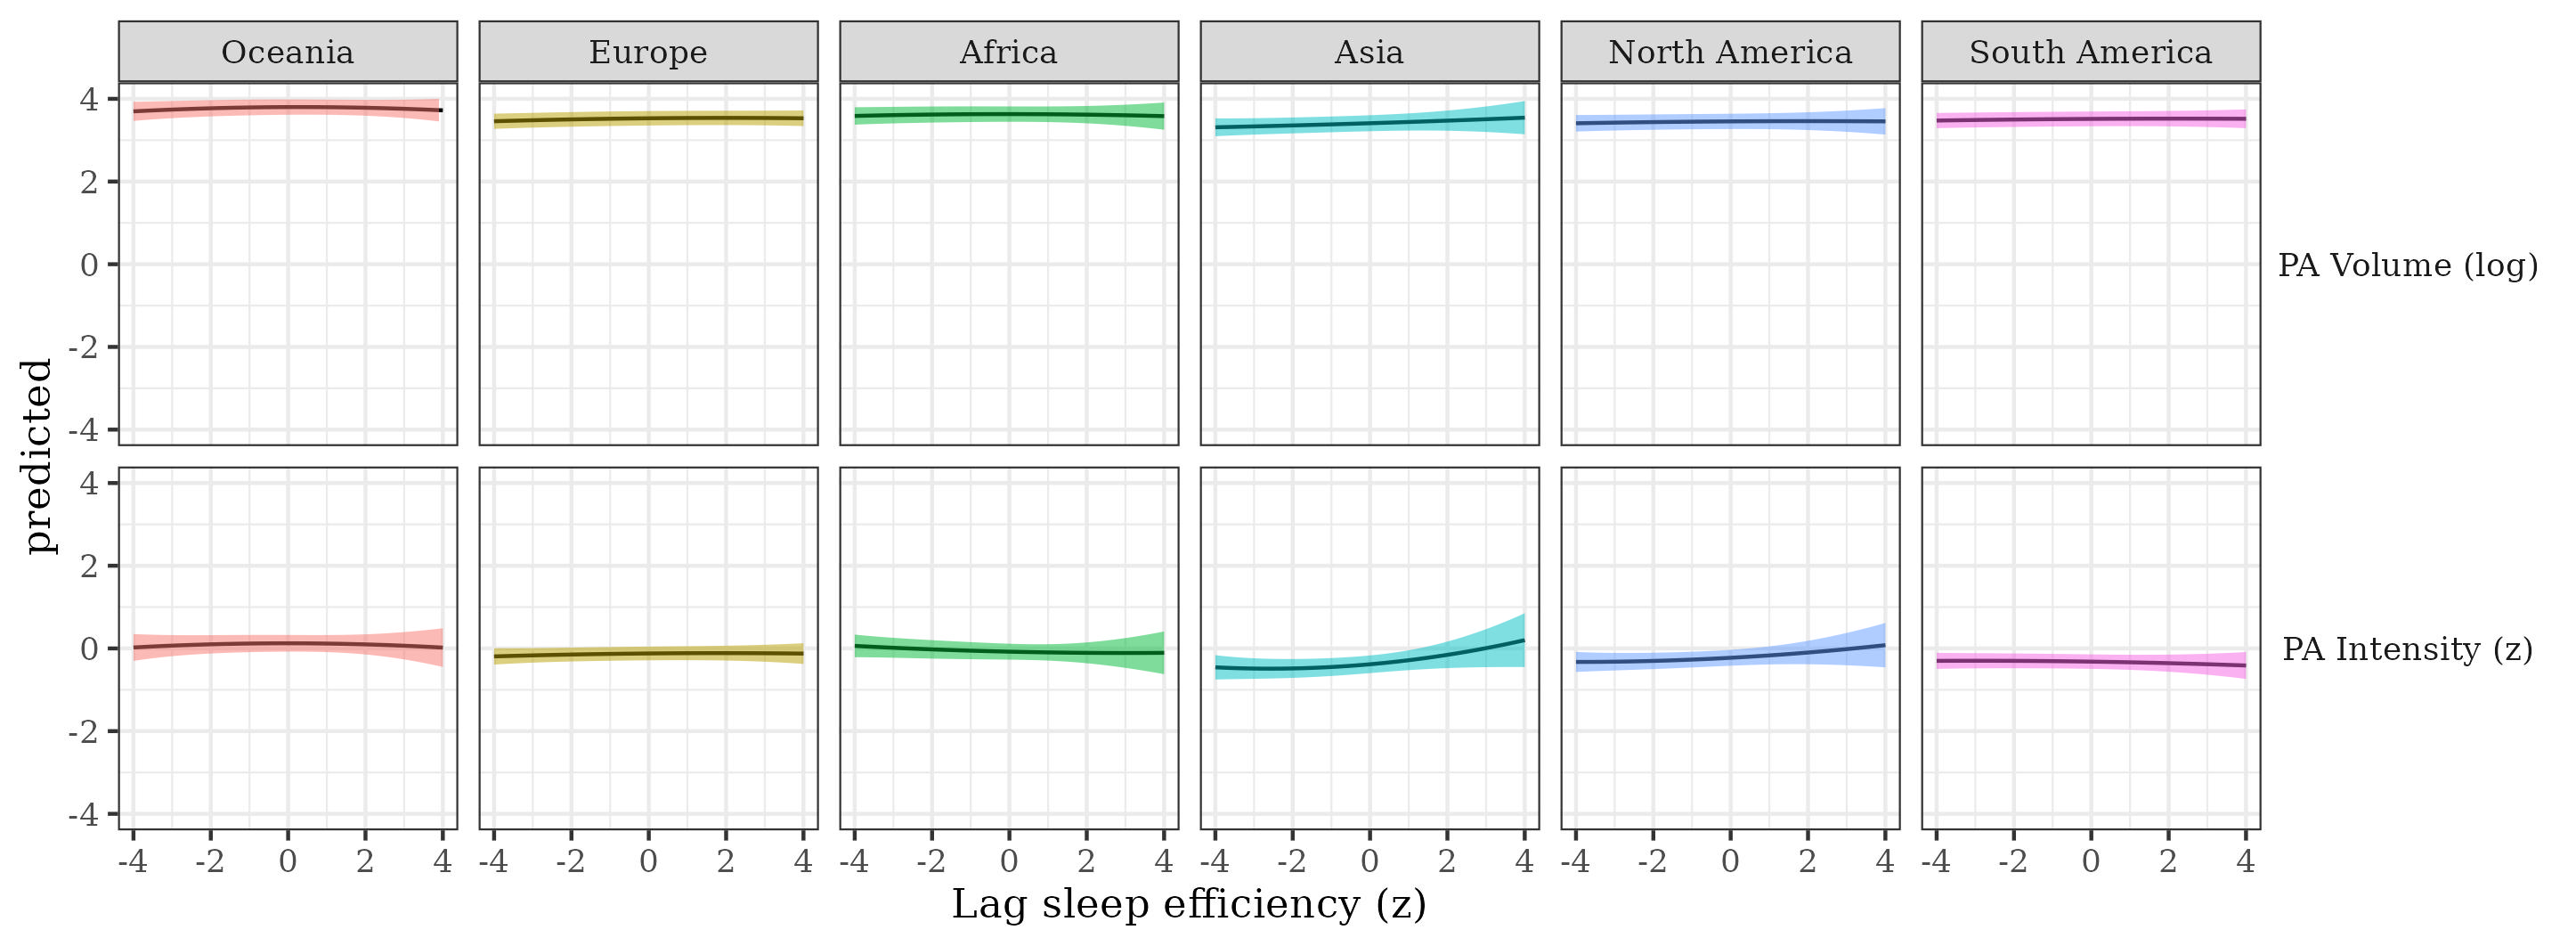 Oceania Europe Africa Asia North America South America
4
2
0
-2
-4
PA Volume (log)
predicted
4
2
0
-2
-4
PA Intensity (z)
-4 -2 0 2 4 -4 -2 0 2 4 -4 -2 0 2 4 -4 -2 0 2 4 -4 -2 0 2 4 -4 -2 0 2 4
Lag sleep efficiency (z)